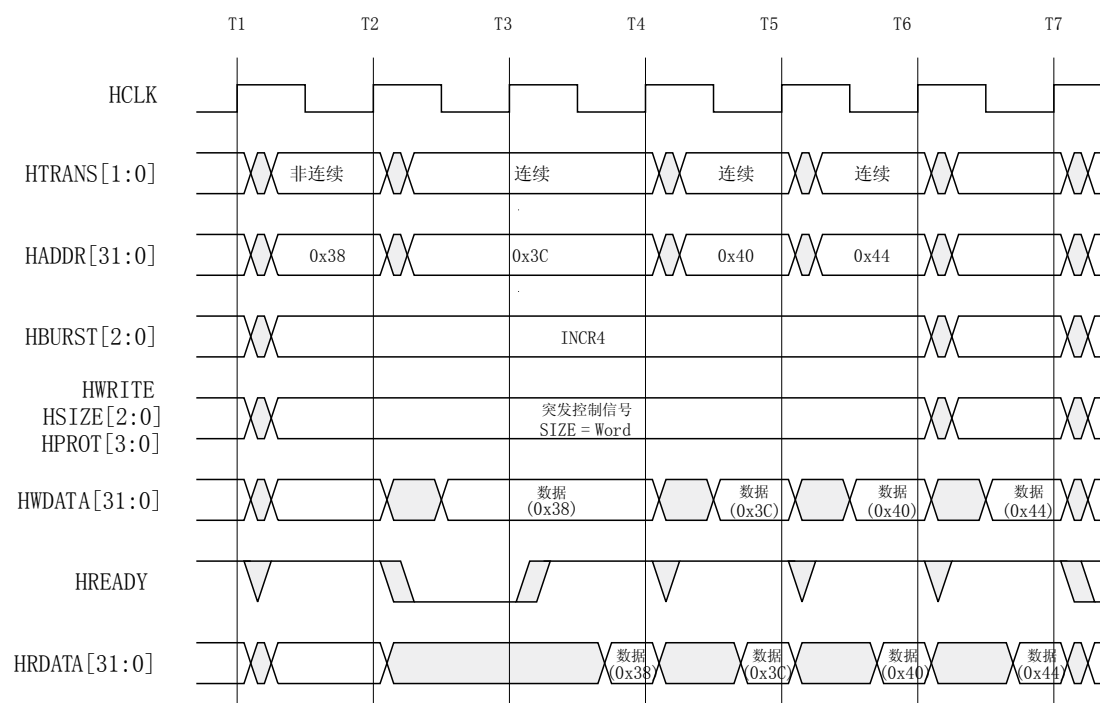 T1 T2 T3 T4 T5 T6 T7
HCLK
HTRANS[1:0] 非连续 连续 连续 连续
HADDR[31:0] 0x38 0x3C 0x40 0x44
HBURST[2:0] INCR4
HWRITE
HSIZE[2:0]
HPROT[3:0]
突发控制信号
SIZE = Word
HWDATA[31:0]
数据
(0x38)
数据
(0x3C)
数据
(0x40)
数据
(0x44)
HREADY
HRDATA[31:0]
数据
(0x38)
数据
(0x3C)
数据
(0x40)
数据
(0x44)